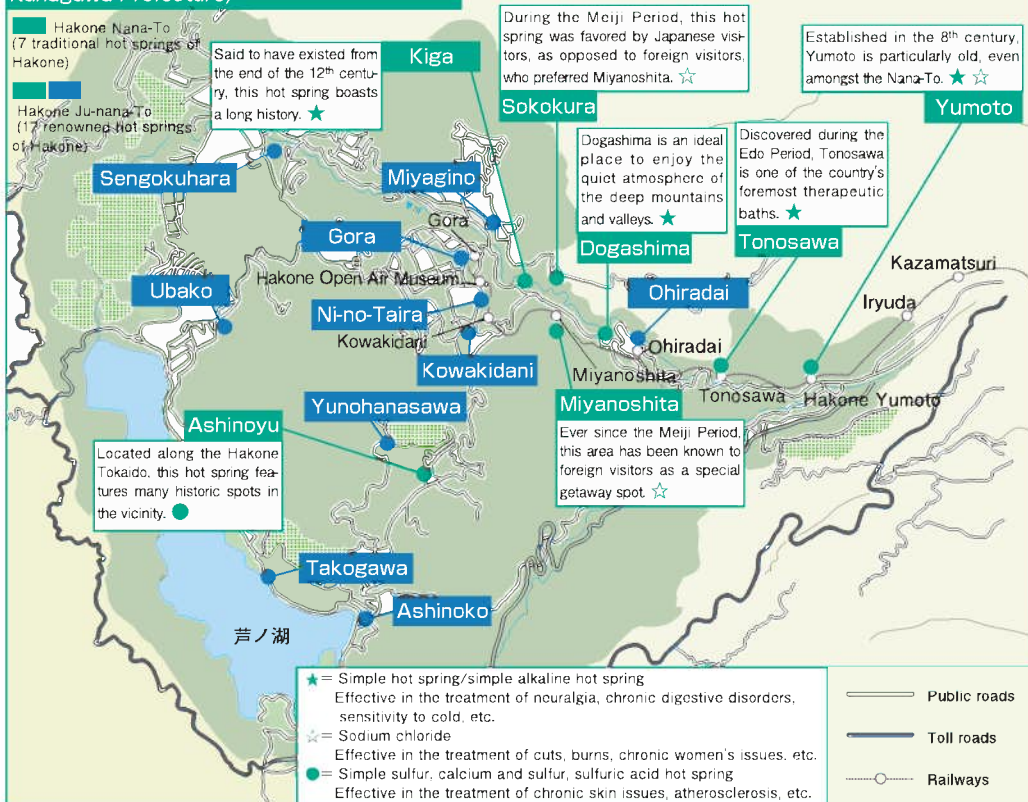 Kanagawa Prefecture)
Hakone Nana-To
(7 traditional hot springs of
Hakone)
Hakone Ju-nana-To
(17 renowned hot springs
of Hakone)
Said to have existed from
the end of the 12th centu-
ry, this hot spring boasts
a long history. ★
Kiga
During the Meiji Period, this hot
spring was favored by Japanese visi-
tors, as opposed to foreign visitors,
who preferred Miyanoshita. ☆
Sokokura
Established in the 8th century,
Yumoto is particularly old, even
amongst the Nana-To. ★ ☆
Yumoto
Dogashima is an ideal
place to enjoy the
quiet atmosphere of
the deep mountains
and valleys. ★
Dogashima
Discovered during the
Edo Period, Tonosawa
is one of the country's
foremost therapeutic
baths. ★
Tonosawa
Sengokuhara
Miyagino
Gora
Gora
Hakone Open Air Museum
Ubako
Ni-no-Taira
Kowakidani
Kowakidani
Ohiradai
Ohiradai
Kazamatsuri
Iryuda
Miyanoshita
Tonosawa
Hakone Yumoto
Miyanoshita
Ever since the Meiji Period,
this area has been known to
foreign visitors as a special
getaway spot. ☆
Yunohanasawa
Ashinoyu
Located along the Hakone
Tokaido, this hot spring fea-
tures many historic spots in
the vicinity. ●
Takogawa
Ashinoko
芦ノ湖
★= Simple hot spring/simple alkaline hot spring
Effective in the treatment of neuralgia, chronic digestive disorders,
sensitivity to cold, etc.
☆= Sodium chloride
Effective in the treatment of cuts, burns, chronic women's issues, etc.
●= Simple sulfur, calcium and sulfur, sulfuric acid hot spring
Effective in the treatment of chronic skin issues, atherosclerosis, etc.
Public roads
Toll roads
Railways